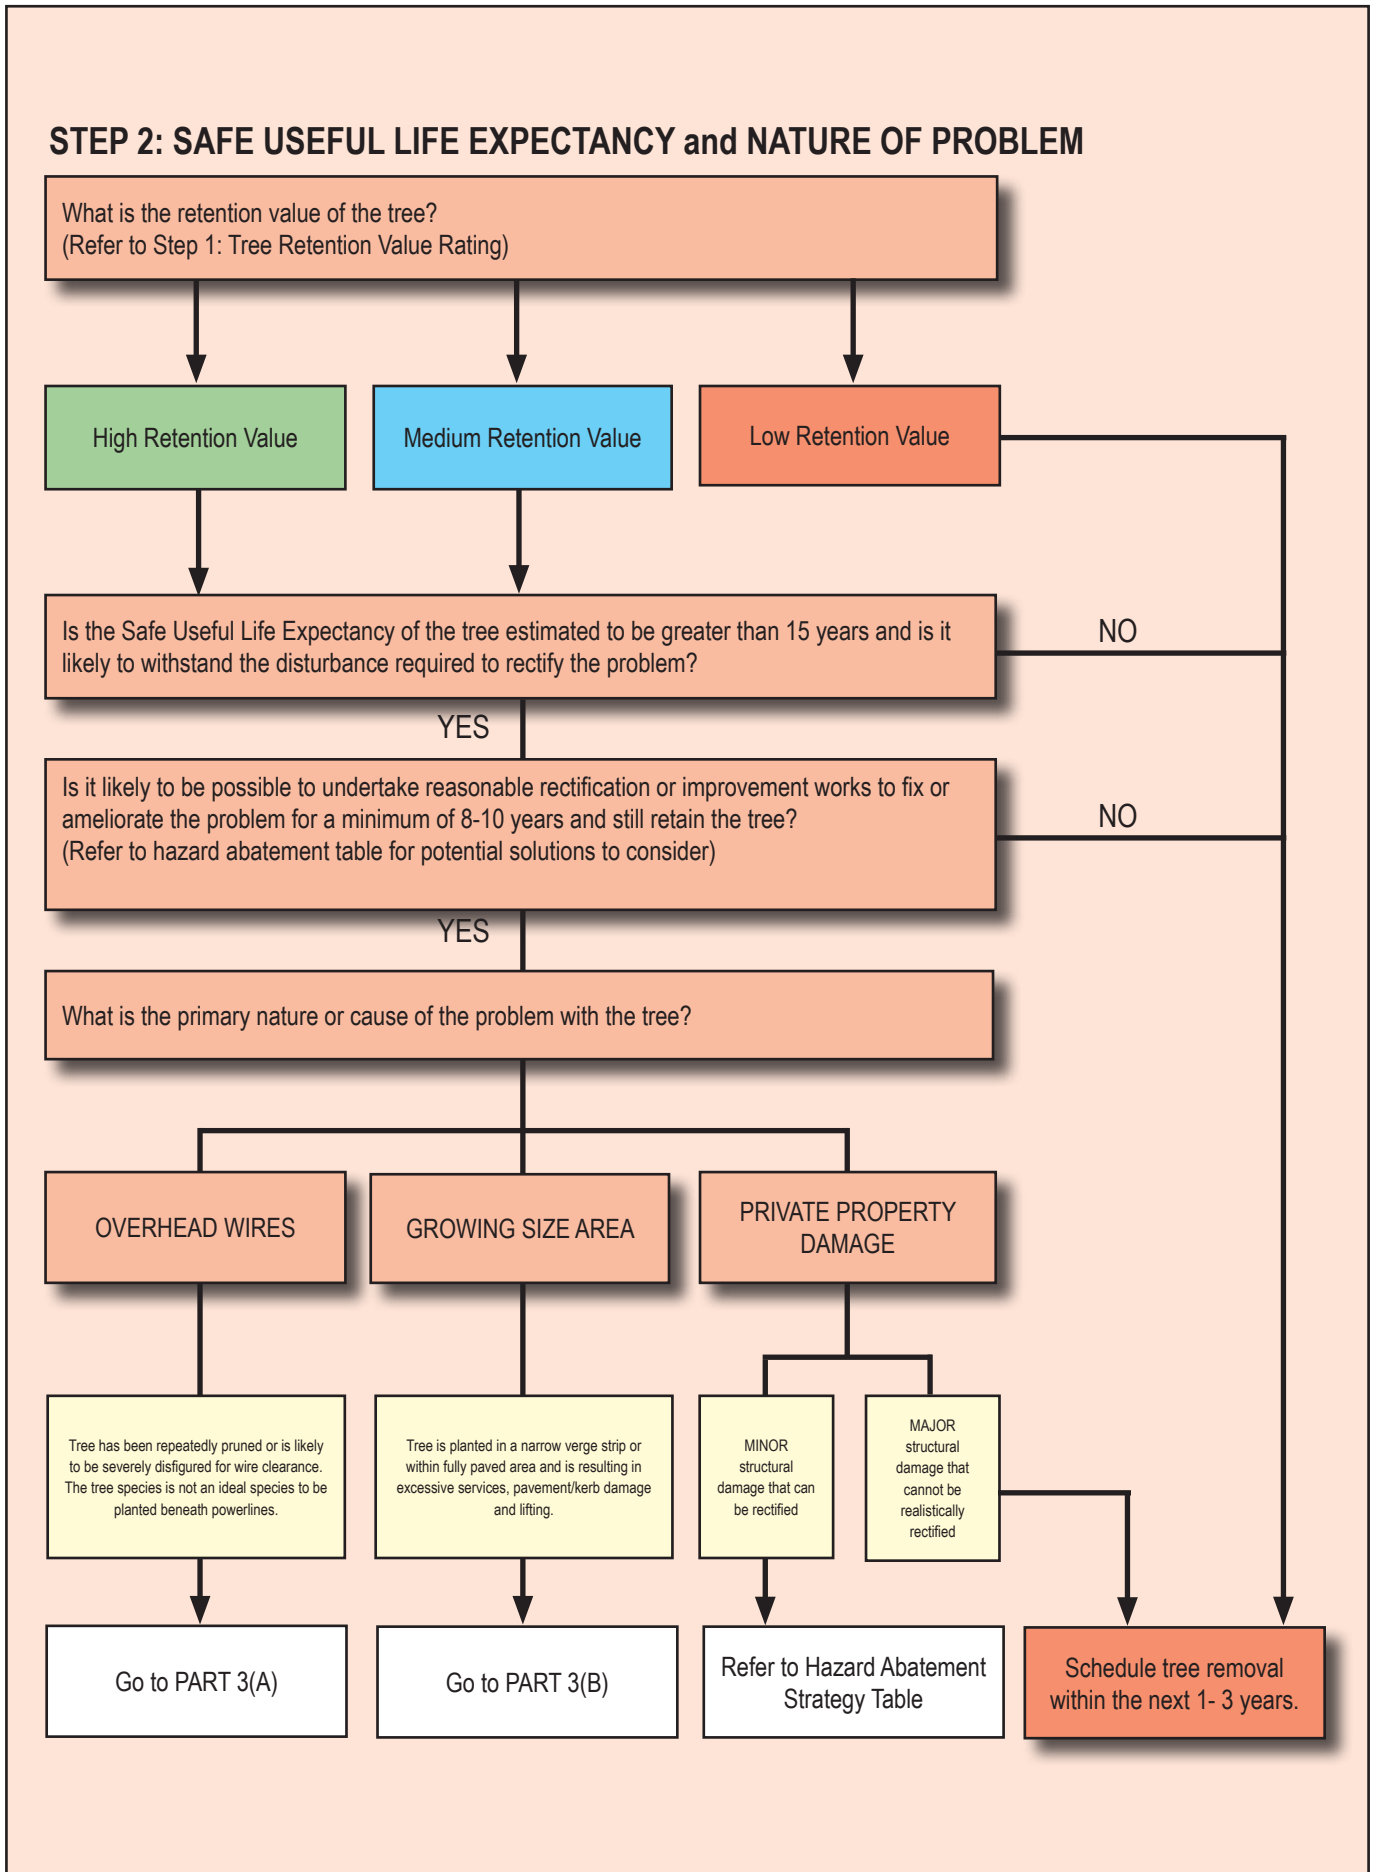 STEP 2: SAFE USEFUL LIFE EXPECTANCY and NATURE OF PROBLEM
What is the retention value of the tree?
(Refer to Step 1: Tree Retention Value Rating)
High Retention Value
Medium Retention Value
Low Retention Value
Is the Safe Useful Life Expectancy of the tree estimated to be greater than 15 years and is it
likely to withstand the disturbance required to rectify the problem?
NO
YES
Is it likely to be possible to undertake reasonable rectification or improvement works to fix or
ameliorate the problem for a minimum of 8-10 years and still retain the tree?
(Refer to hazard abatement table for potential solutions to consider)
NO
YES
What is the primary nature or cause of the problem with the tree?
OVERHEAD WIRES
GROWING SIZE AREA
PRIVATE PROPERTY
DAMAGE
Tree has been repeatedly pruned or is likely
to be severely disfigured for wire clearance.
The tree species is not an ideal species to be
planted beneath powerlines.
Tree is planted in a narrow verge strip or
within fully paved area and is resulting in
excessive services, pavement/kerb damage
and lifting.
MINOR
structural
damage that can
be rectified
MAJOR
structural
damage that
cannot be
realistically
rectified
Go to PART 3(A)
Go to PART 3(B)
Refer to Hazard Abatement
Strategy Table
Schedule tree removal
within the next 1- 3 years.